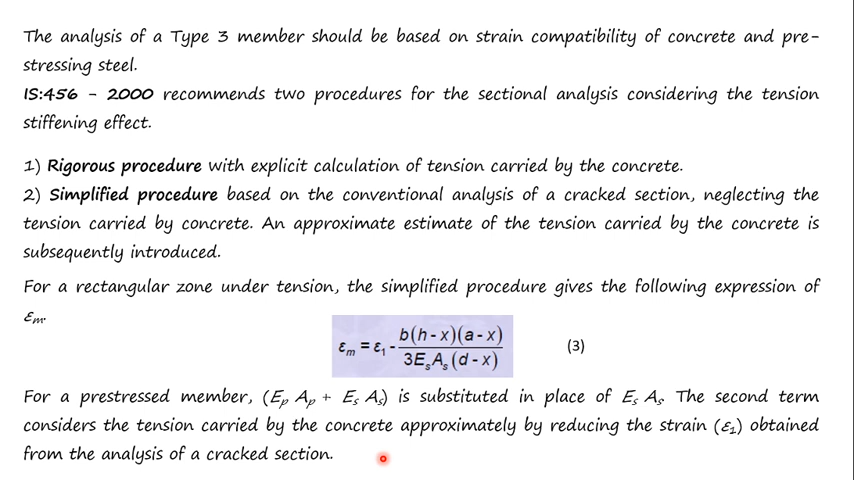 The analysis of a Type 3 member should be based on strain compatibility of concrete and pre-
stressing steel.
IS:456 - 2000 recommends two procedures for the sectional analysis considering the tension
stiffening effect.
1) Rigorous procedure with explicit calculation of tension carried by the concrete.
2) Simplified procedure based on the conventional analysis of a cracked section, neglecting the
tension carried by concrete. An approximate estimate of the tension carried by the concrete is
subsequently introduced.
For a rectangular zone under tension, the simplified procedure gives the following expression of
εm.
εm = ε1 - b(h - x)(a - x) / 3EsAs(d - x) (3)
For a prestressed member, (Ep Ap + Es As) is substituted in place of Es As. The second term
considers the tension carried by the concrete approximately by reducing the strain (ε1) obtained
from the analysis of a cracked section.